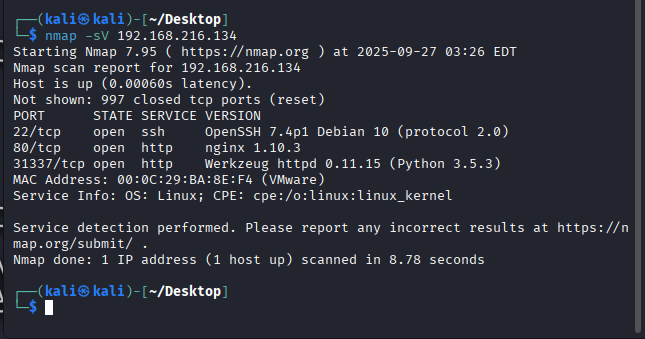 ┌──(kali㉿kali)-[~/Desktop]
└─$ nmap -sV 192.168.216.134
Starting Nmap 7.95 ( https://nmap.org ) at 2025-09-27 03:26 EDT
Nmap scan report for 192.168.216.134
Host is up (0.00060s latency).
Not shown: 997 closed tcp ports (reset)
PORT      STATE SERVICE VERSION
22/tcp    open  ssh     OpenSSH 7.4p1 Debian 10 (protocol 2.0)
80/tcp    open  http    nginx 1.10.3
31337/tcp open  http    Werkzeug httpd 0.11.15 (Python 3.5.3)
MAC Address: 00:0C:29:BA:8E:F4 (VMware)
Service Info: OS: Linux; CPE: cpe:/o:linux:linux_kernel

Service detection performed. Please report any incorrect results at https://n
map.org/submit/ .
Nmap done: 1 IP address (1 host up) scanned in 8.78 seconds

┌──(kali㉿kali)-[~/Desktop]
└─$